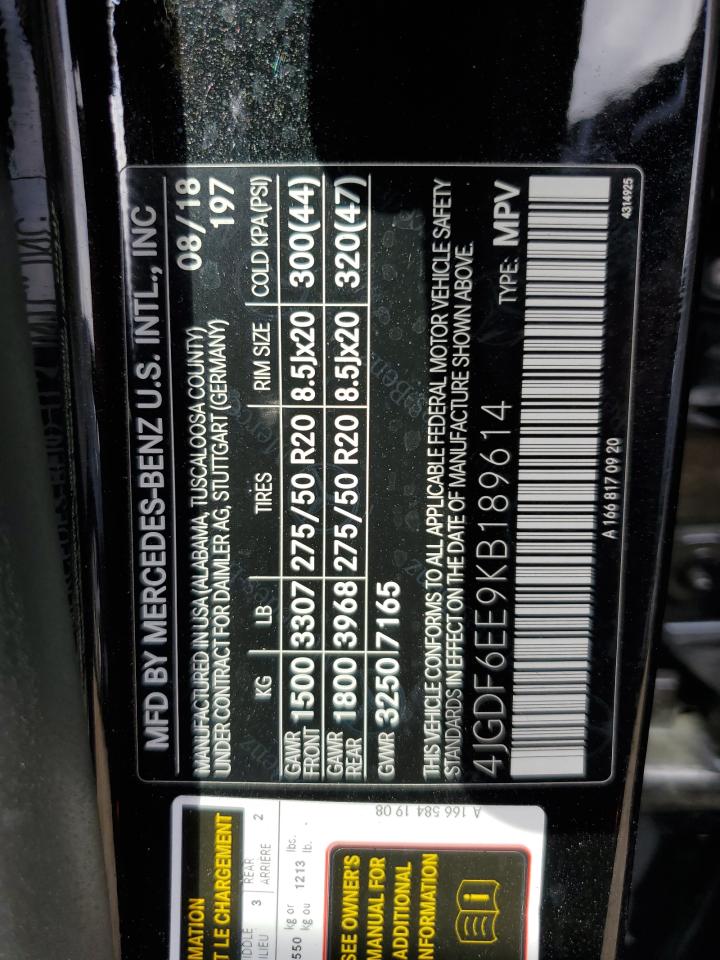 MFD BY MERCEDES-BENZ U.S. INTL., INC
MANUFACTURED IN USA (ALABAMA, TUSCALOOSA COUNTY) 08/18
UNDER CONTRACT FOR DAIMLER AG, STUTTGART (GERMANY) 197
KG LB TIRES RIM SIZE COLD KPA (PSI)
GAWR FRONT 1500 3307 275/50 R20 8.5Jx20 300(44)
GAWR REAR 1800 3968 275/50 R20 8.5Jx20 320(47)
GWR 3250 7165
THIS VEHICLE CONFORMS TO ALL APPLICABLE FEDERAL MOTOR VEHICLE SAFETY
STANDARDS IN EFFECT ON THE DATE OF MANUFACTURE SHOWN ABOVE.
4JGDF6EE9KB189614 TYPE: MPV
A 166 817 09 20
4314925
MATION
T LE CHARGEMENT
IDDLE 3 REAR 2
ILIEU ARRIÈRE
550 kg or 1213 lbs.
kg ou lb.
SEE OWNER'S
MANUAL FOR
ADDITIONAL
INFORMATION
A 166 584 19 08